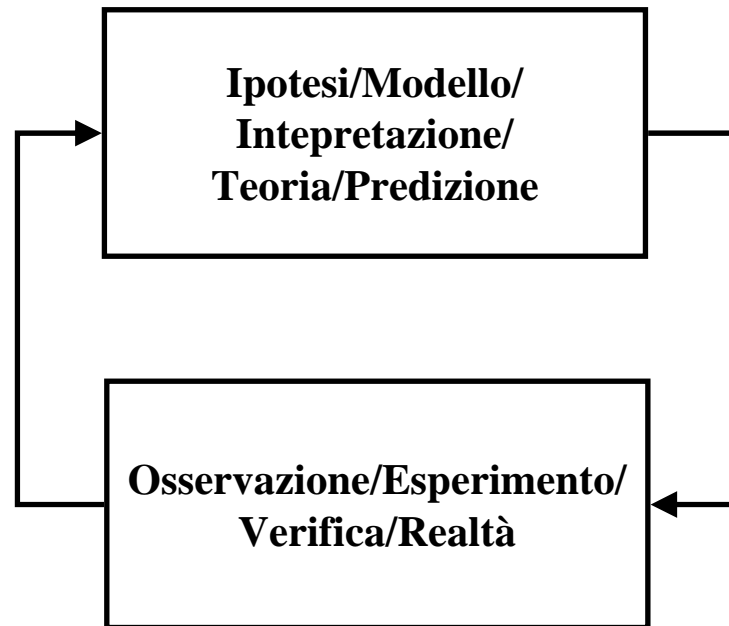 Ipotesi/Modello/
Intepretazione/
Teoria/Predizione
Osservazione/Esperimento/
Verifica/Realtà